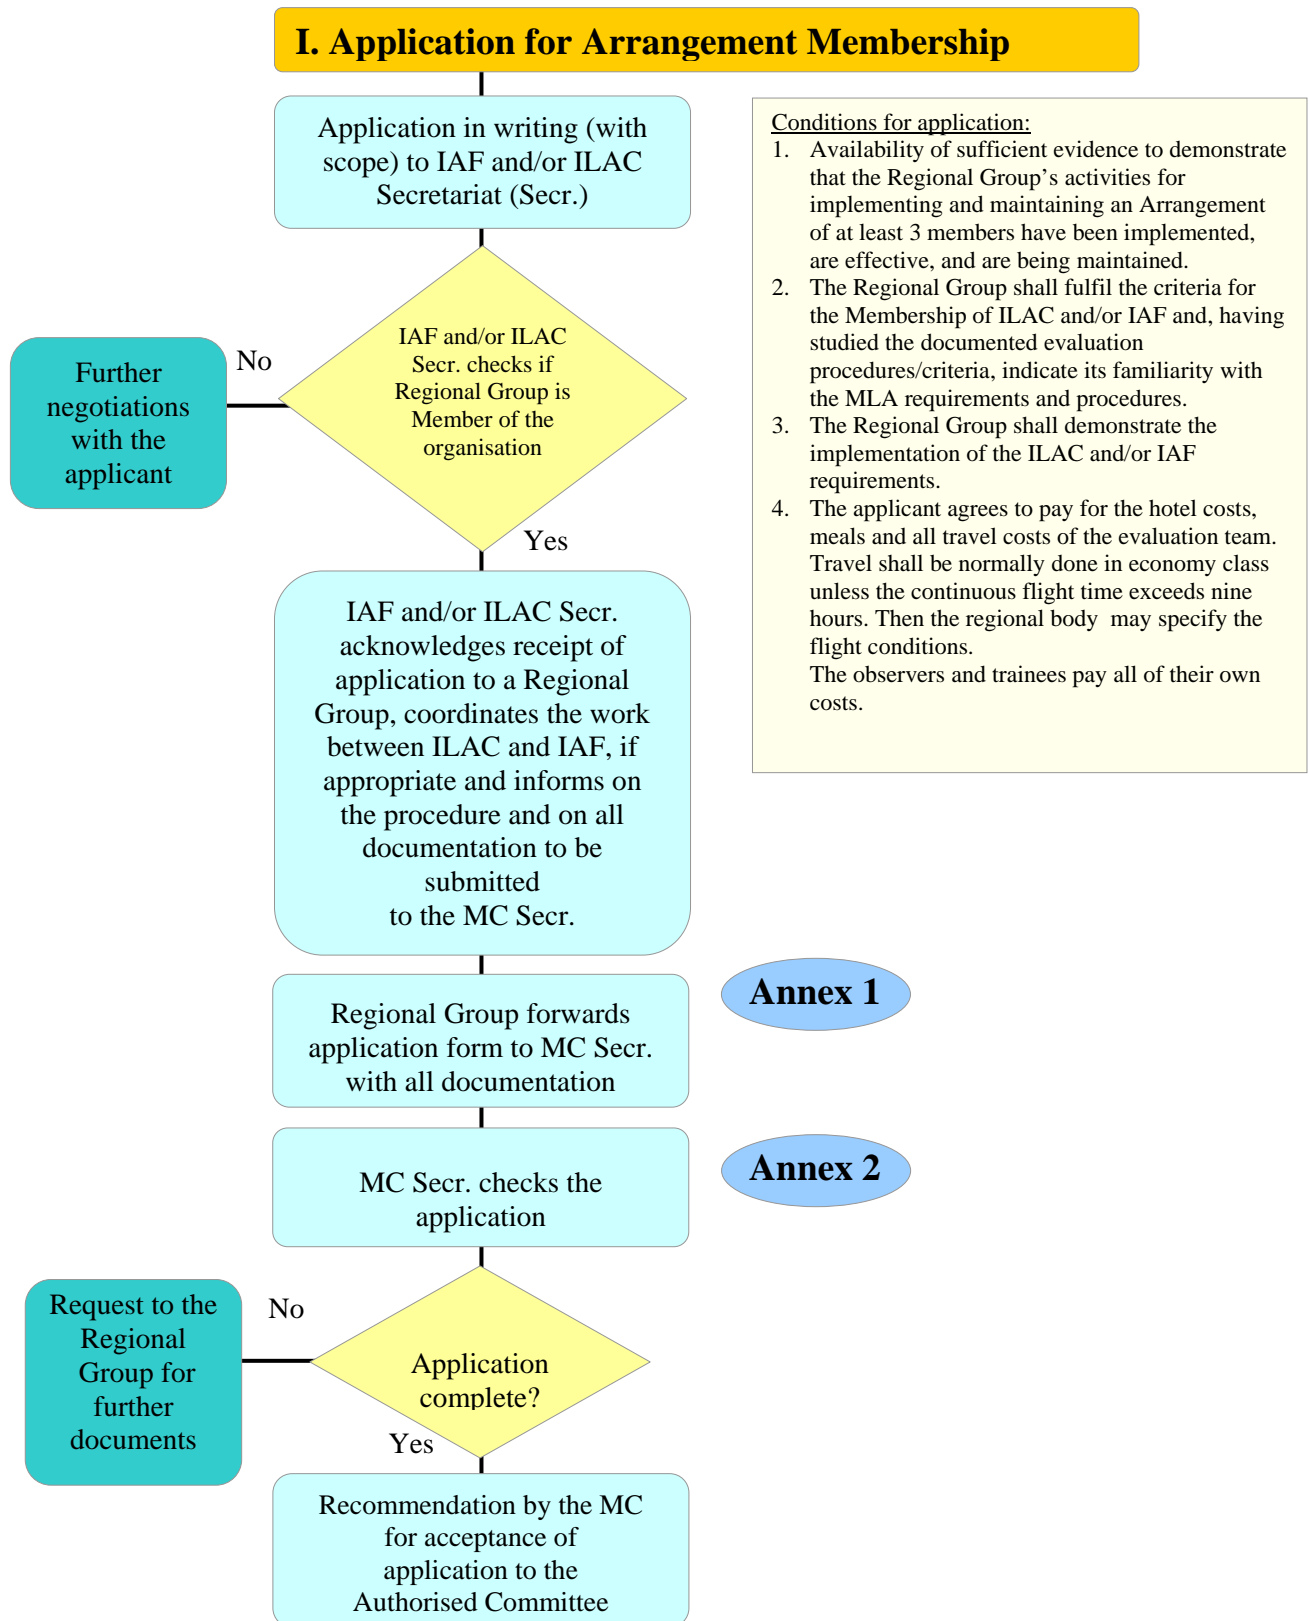 I. Application for Arrangement Membership
Application in writing (with
scope) to IAF and/or ILAC
Secretariat (Secr.)
Conditions for application:
1. Availability of sufficient evidence to demonstrate
that the Regional Group's activities for
implementing and maintaining an Arrangement
of at least 3 members have been implemented,
are effective, and are being maintained.
2. The Regional Group shall fulfil the criteria for
the Membership of ILAC and/or IAF and, having
studied the documented evaluation
procedures/criteria, indicate its familiarity with
the MLA requirements and procedures.
3. The Regional Group shall demonstrate the
implementation of the ILAC and/or IAF
requirements.
4. The applicant agrees to pay for the hotel costs,
meals and all travel costs of the evaluation team.
Travel shall be normally done in economy class
unless the continuous flight time exceeds nine
hours. Then the regional body may specify the
flight conditions.
The observers and trainees pay all of their own
costs.
IAF and/or ILAC
Secr. checks if
Regional Group is
Member of the
organisation
No
Further
negotiations
with the
applicant
Yes
IAF and/or ILAC Secr.
acknowledges receipt of
application to a Regional
Group, coordinates the work
between ILAC and IAF, if
appropriate and informs on
the procedure and on all
documentation to be
submitted
to the MC Secr.
Annex 1
Regional Group forwards
application form to MC Secr.
with all documentation
Annex 2
MC Secr. checks the
application
No
Request to the
Regional
Group for
further
documents
Application
complete?
Yes
Recommendation by the MC
for acceptance of
application to the
Authorised Committee